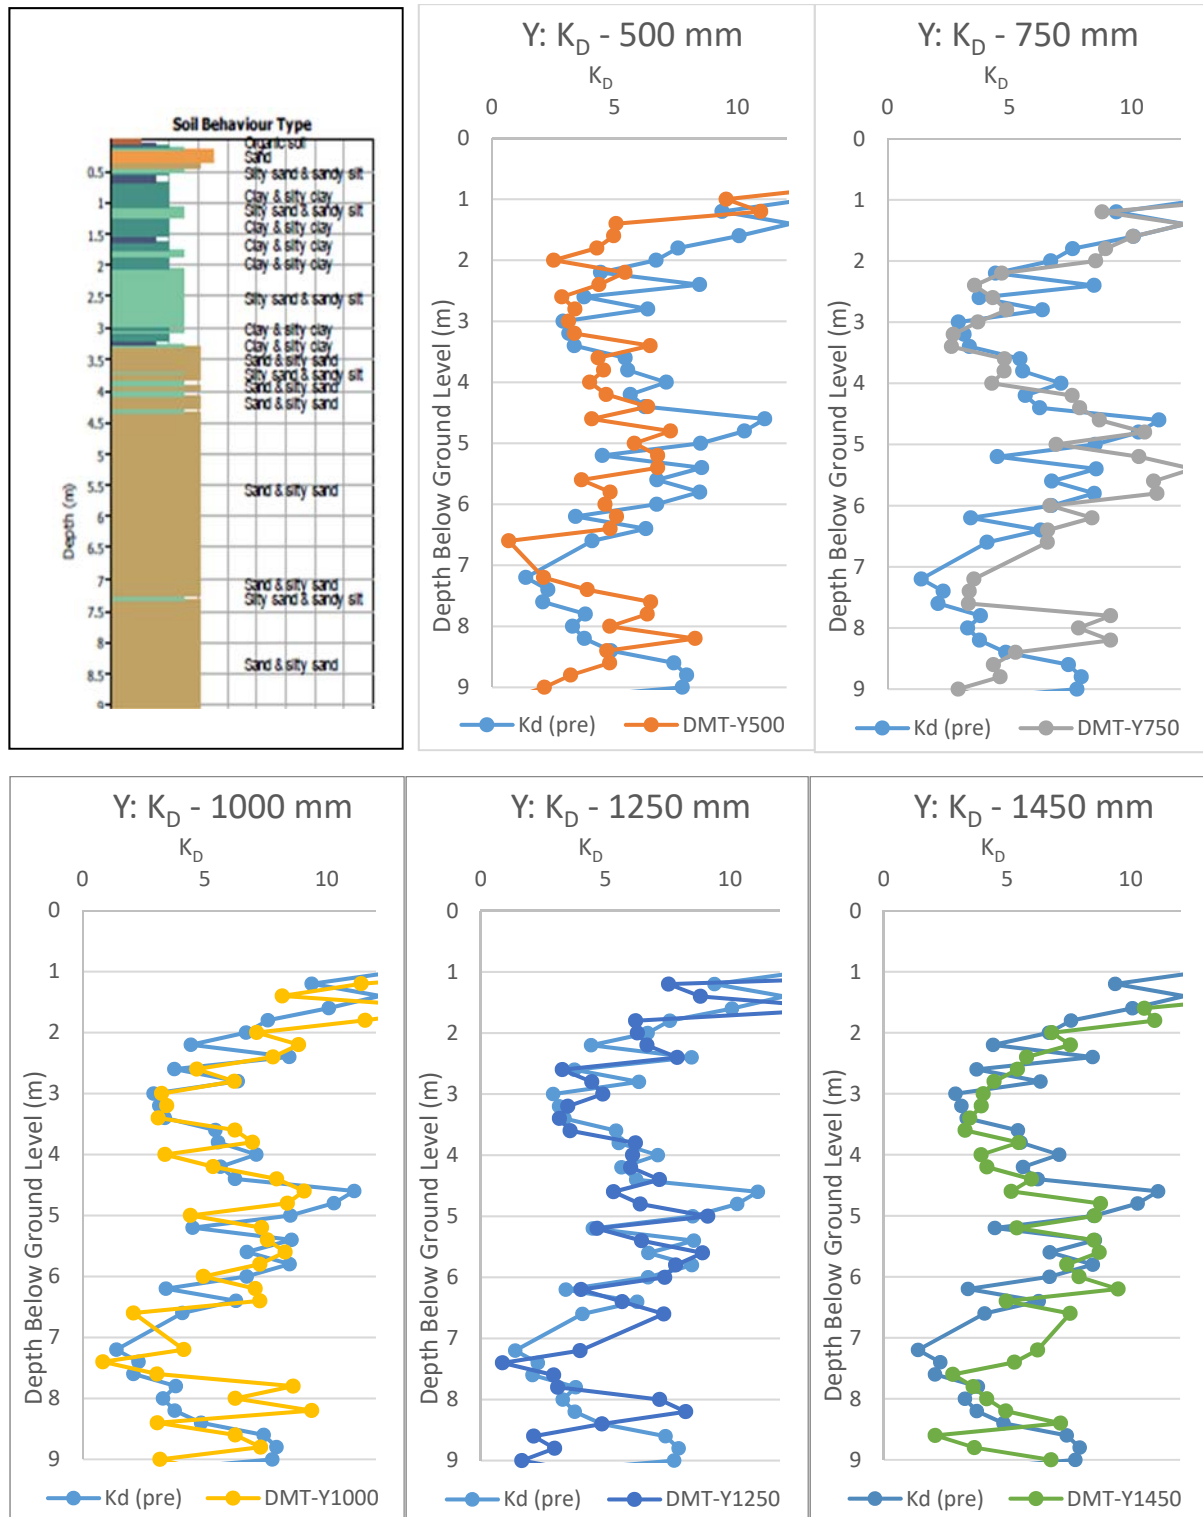 Soil Behaviour Type
Organic soil
Sand
Silty sand & sandy silt
Clay & silty clay
Silty sand & sandy silt
Clay & silty clay
Clay & silty clay
Clay & silty clay
Silty sand & sandy silt
Clay & silty clay
Clay & silty clay
Sand & silty sand
Silty sand & sandy silt
Sand & silty sand
Sand & silty sand
Sand & silty sand
Sand & silty sand
Silty sand & sandy silt
Sand & silty sand
0.5
1
1.5
2
2.5
3
3.5
4
4.5
5
5.5
6
6.5
7
7.5
8
8.5
9
Depth (m)
Y: KD - 500 mm
KD
0 5 10
0
1
2
3
4
5
6
7
8
9
Depth Below Ground Level (m)
Kd (pre) DMT-Y500
Y: KD - 750 mm
KD
0 5 10
0
1
2
3
4
5
6
7
8
9
Depth Below Ground Level (m)
Kd (pre) DMT-Y750
Y: KD - 1000 mm
KD
0 5 10
0
1
2
3
4
5
6
7
8
9
Depth Below Ground Level (m)
Kd (pre) DMT-Y1000
Y: KD - 1250 mm
KD
0 5 10
0
1
2
3
4
5
6
7
8
9
Depth Below Ground Level (m)
Kd (pre) DMT-Y1250
Y: KD - 1450 mm
KD
0 5 10
0
1
2
3
4
5
6
7
8
9
Depth Below Ground Level (m)
Kd (pre) DMT-Y1450